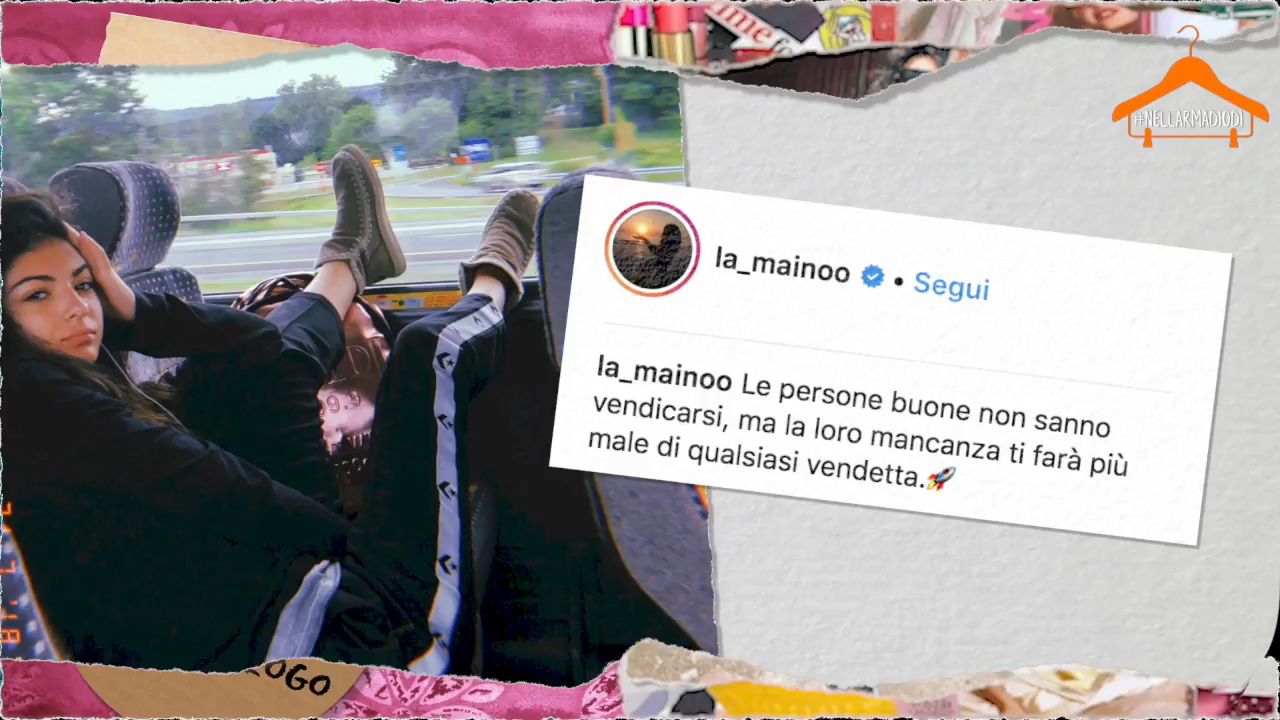 me
#NELLARMADIODI
la_mainoo • Segui
la_mainoo Le persone buone non sanno
vendicarsi, ma la loro mancanza ti farà più
male di qualsiasi vendetta.🚀
OGO